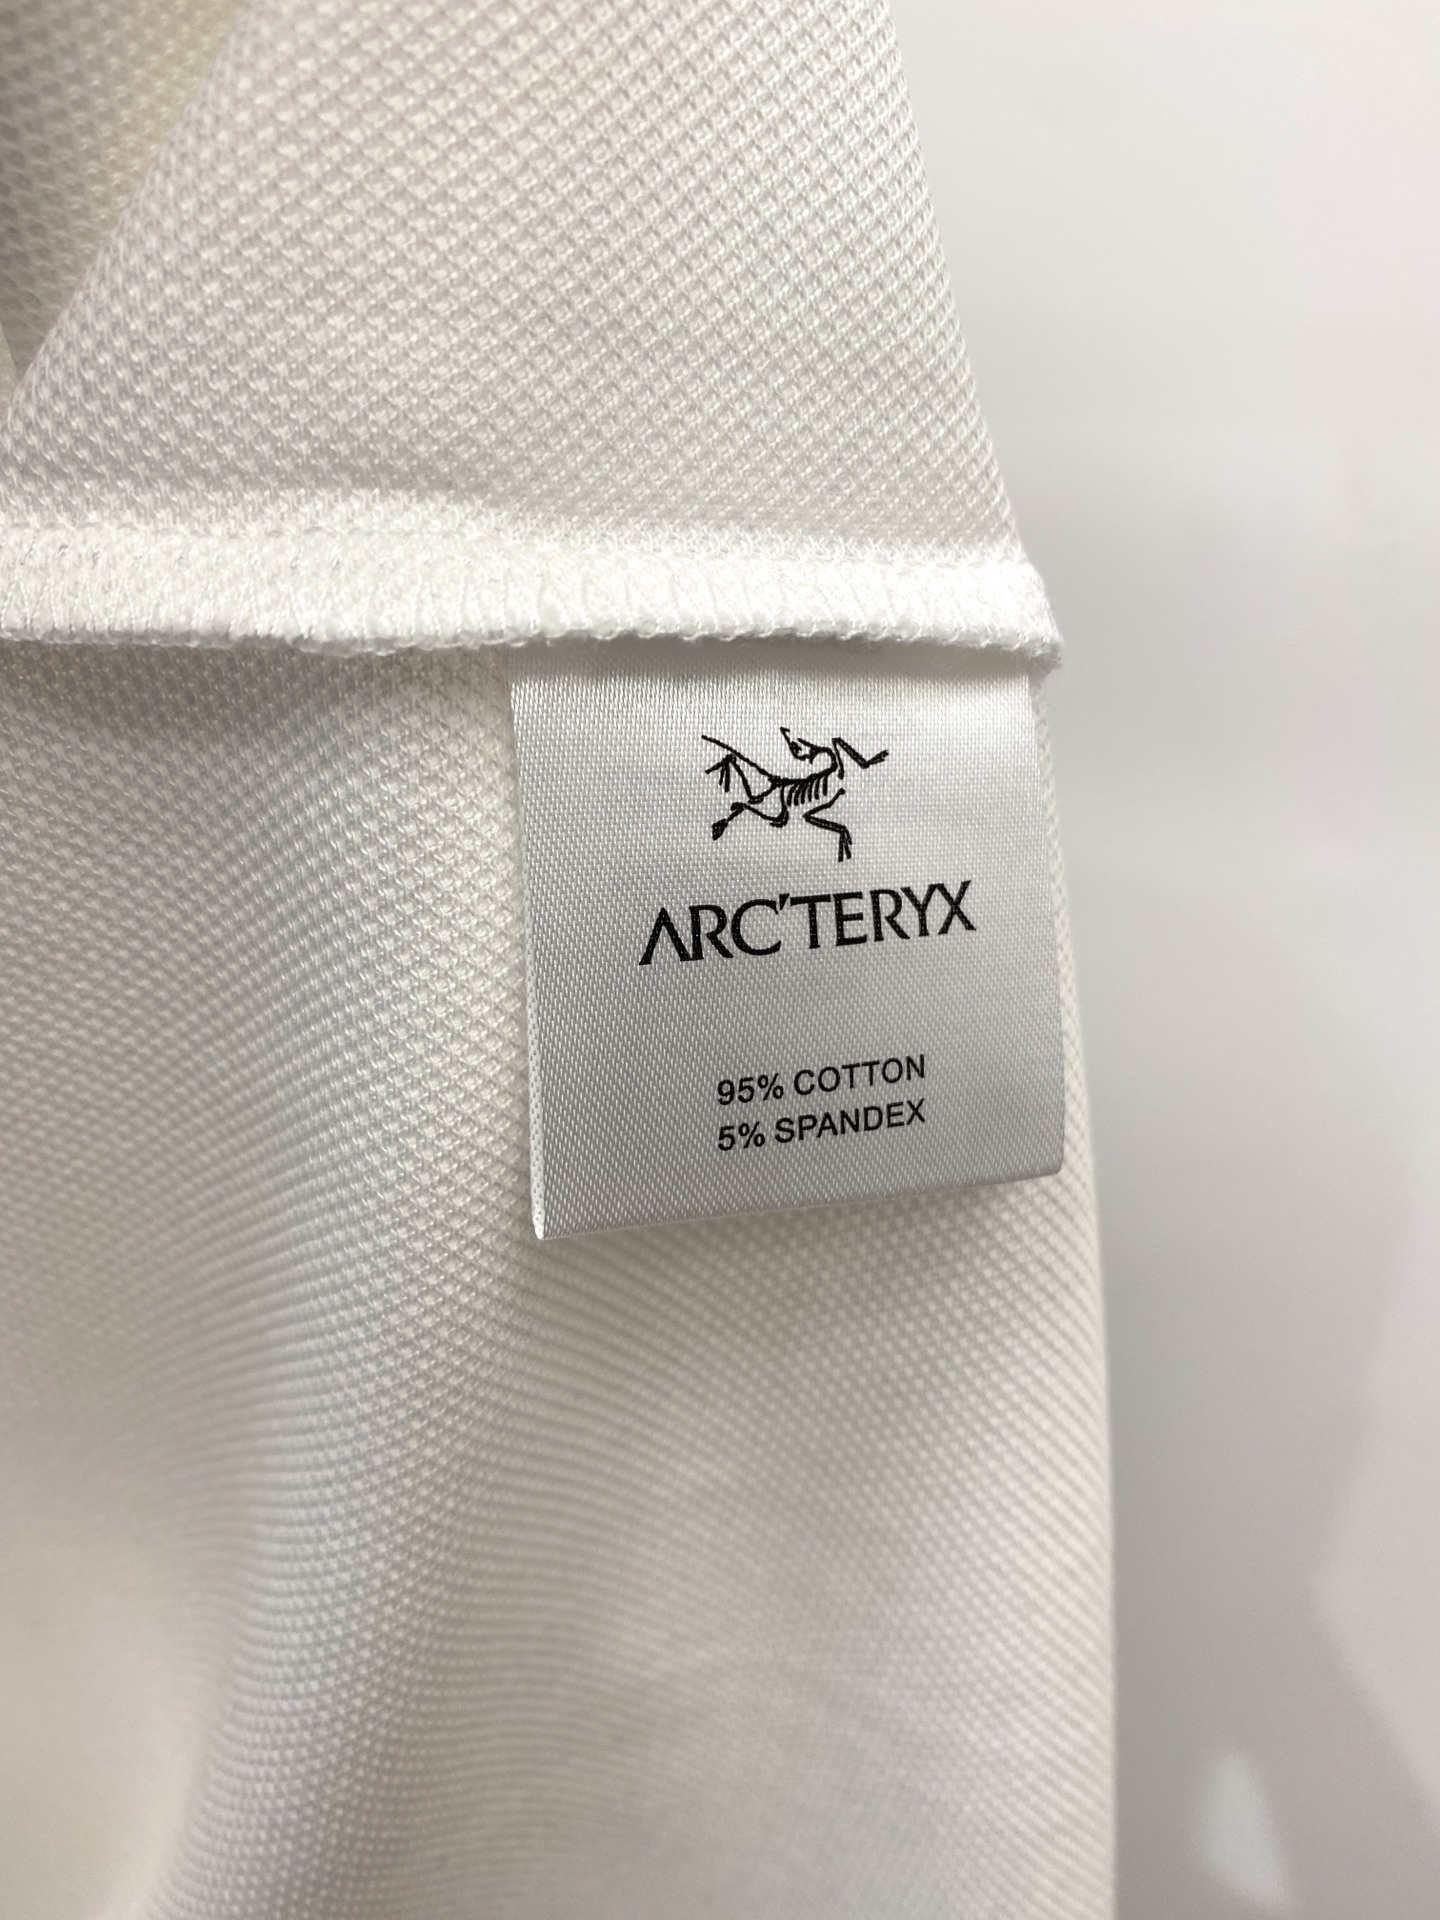 ARC'TERYX
95% COTTON
5% SPANDEX